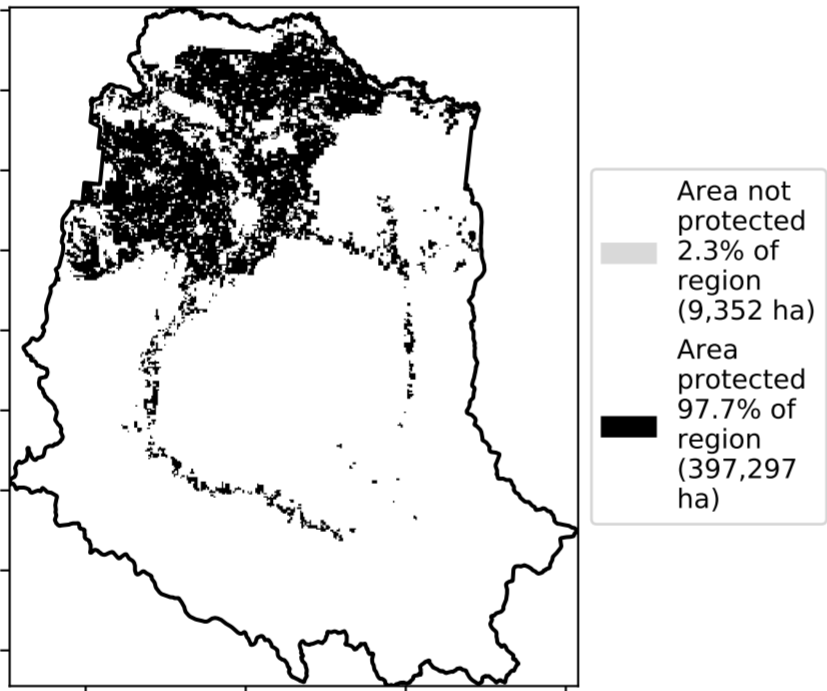 Area not
protected
2.3% of
region
(9,352 ha)
Area
protected
97.7% of
region
(397,297
ha)